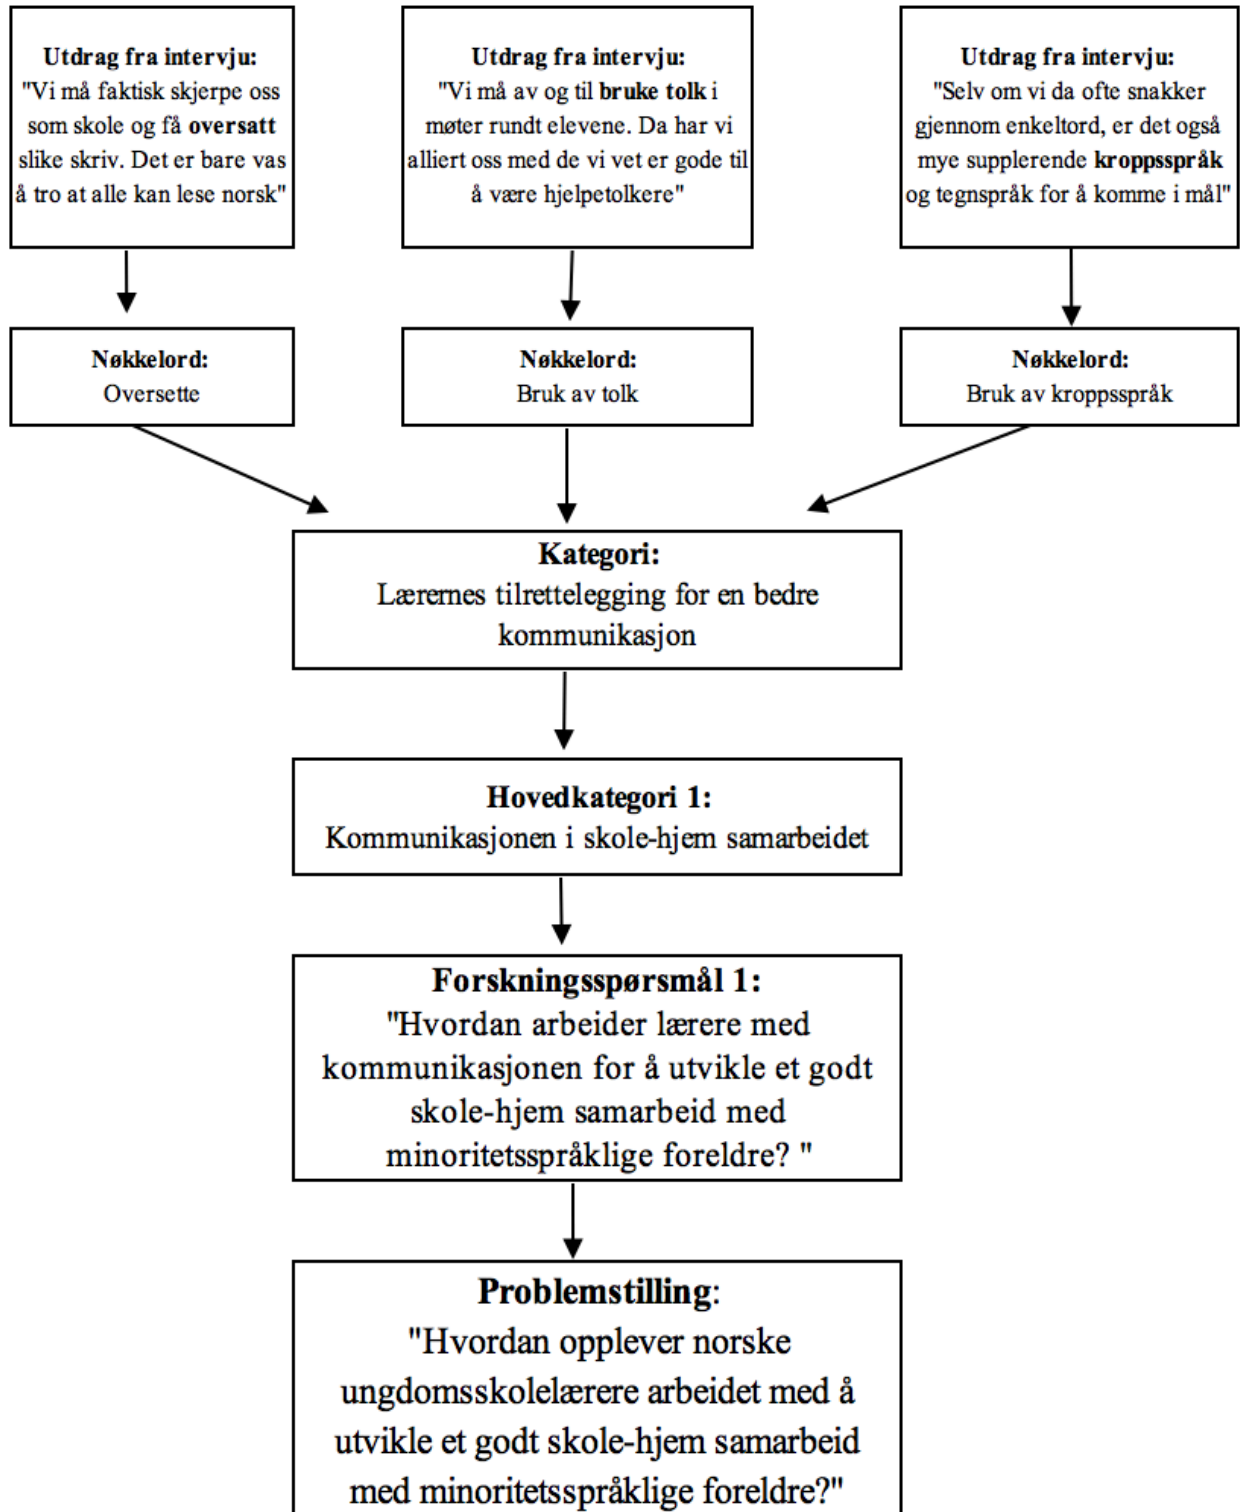 Utdrag fra intervju:
"Vi må faktisk skjerpe oss
som skole og få oversatt
slike skriv. Det er bare vas
å tro at alle kan lese norsk"
Utdrag fra intervju:
"Vi må av og til bruke tolk i
møter rundt elevene. Da har vi
alliert oss med de vi vet er gode til
å være hjelpetolkere"
Utdrag fra intervju:
"Selv om vi da ofte snakker
gjennom enkeltord, er det også
mye supplerende kroppsspråk
og tegnspråk for å komme i mål"
Nøkkelord:
Oversette
Nøkkelord:
Bruk av tolk
Nøkkelord:
Bruk av kroppsspråk
Kategori:
Lærernes tilrettelegging for en bedre
kommunikasjon
Hovedkategori 1:
Kommunikasjonen i skole-hjem samarbeidet
Forskningsspørsmål 1:
"Hvordan arbeider lærere med
kommunikasjonen for å utvikle et godt
skole-hjem samarbeid med
minoritetsspråklige foreldre? "
Problemstilling:
"Hvordan opplever norske
ungdomsskolelærere arbeidet med å
utvikle et godt skole-hjem samarbeid
med minoritetsspråklige foreldre?"